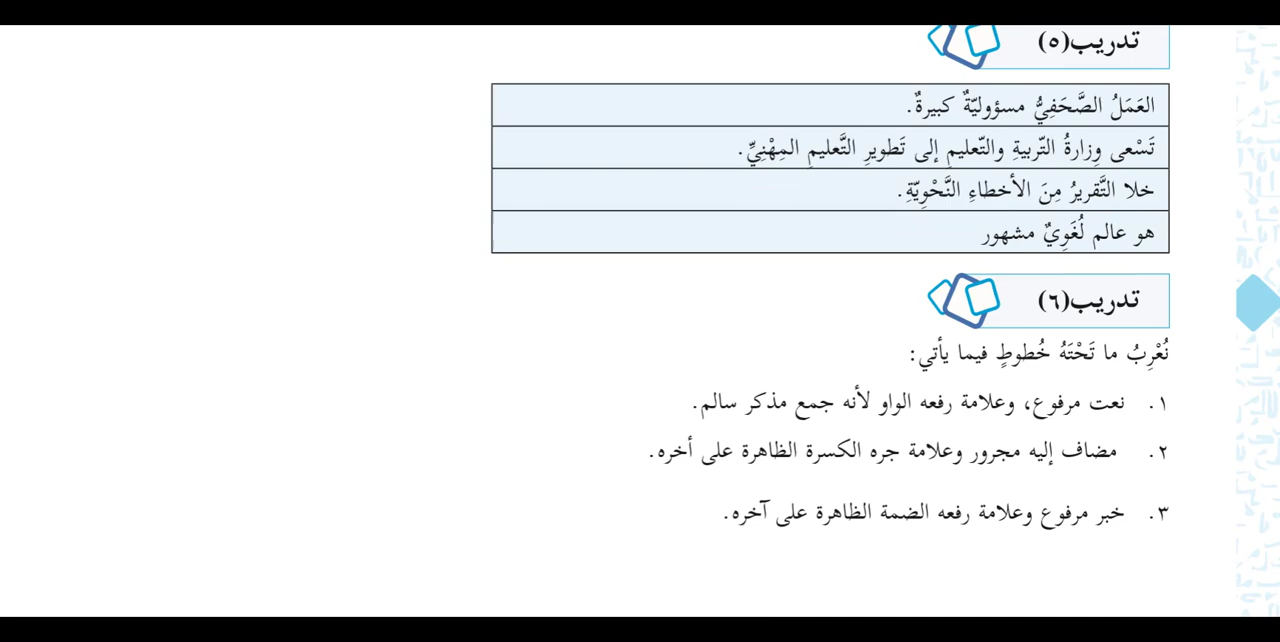 تدريب(٥)
العَمَلُ الصَّحَفِيُّ مسؤوليّةٌ كبيرةٌ.
تَسْعى وِزارةُ التّربيةِ والتّعليمِ إلى تَطويرِ التَّعليمِ المِهْنِيِّ.
خلا التَّقريرُ مِنَ الأخطاءِ النَّحْوِيّةِ.
هو عالم لُغَوِيٌ مشهور
تدريب(٦)
نُعْرِبُ ما تَحْتَهُ خُطوطٍ فيما يأتي:
١. نعت مرفوع، وعلامة رفعه الواو لأنه جمع مذكر سالم.
٢. مضاف إليه مجرور وعلامة جره الكسرة الظاهرة على أخره.
٣. خبر مرفوع وعلامة رفعه الضمة الظاهرة على آخره.